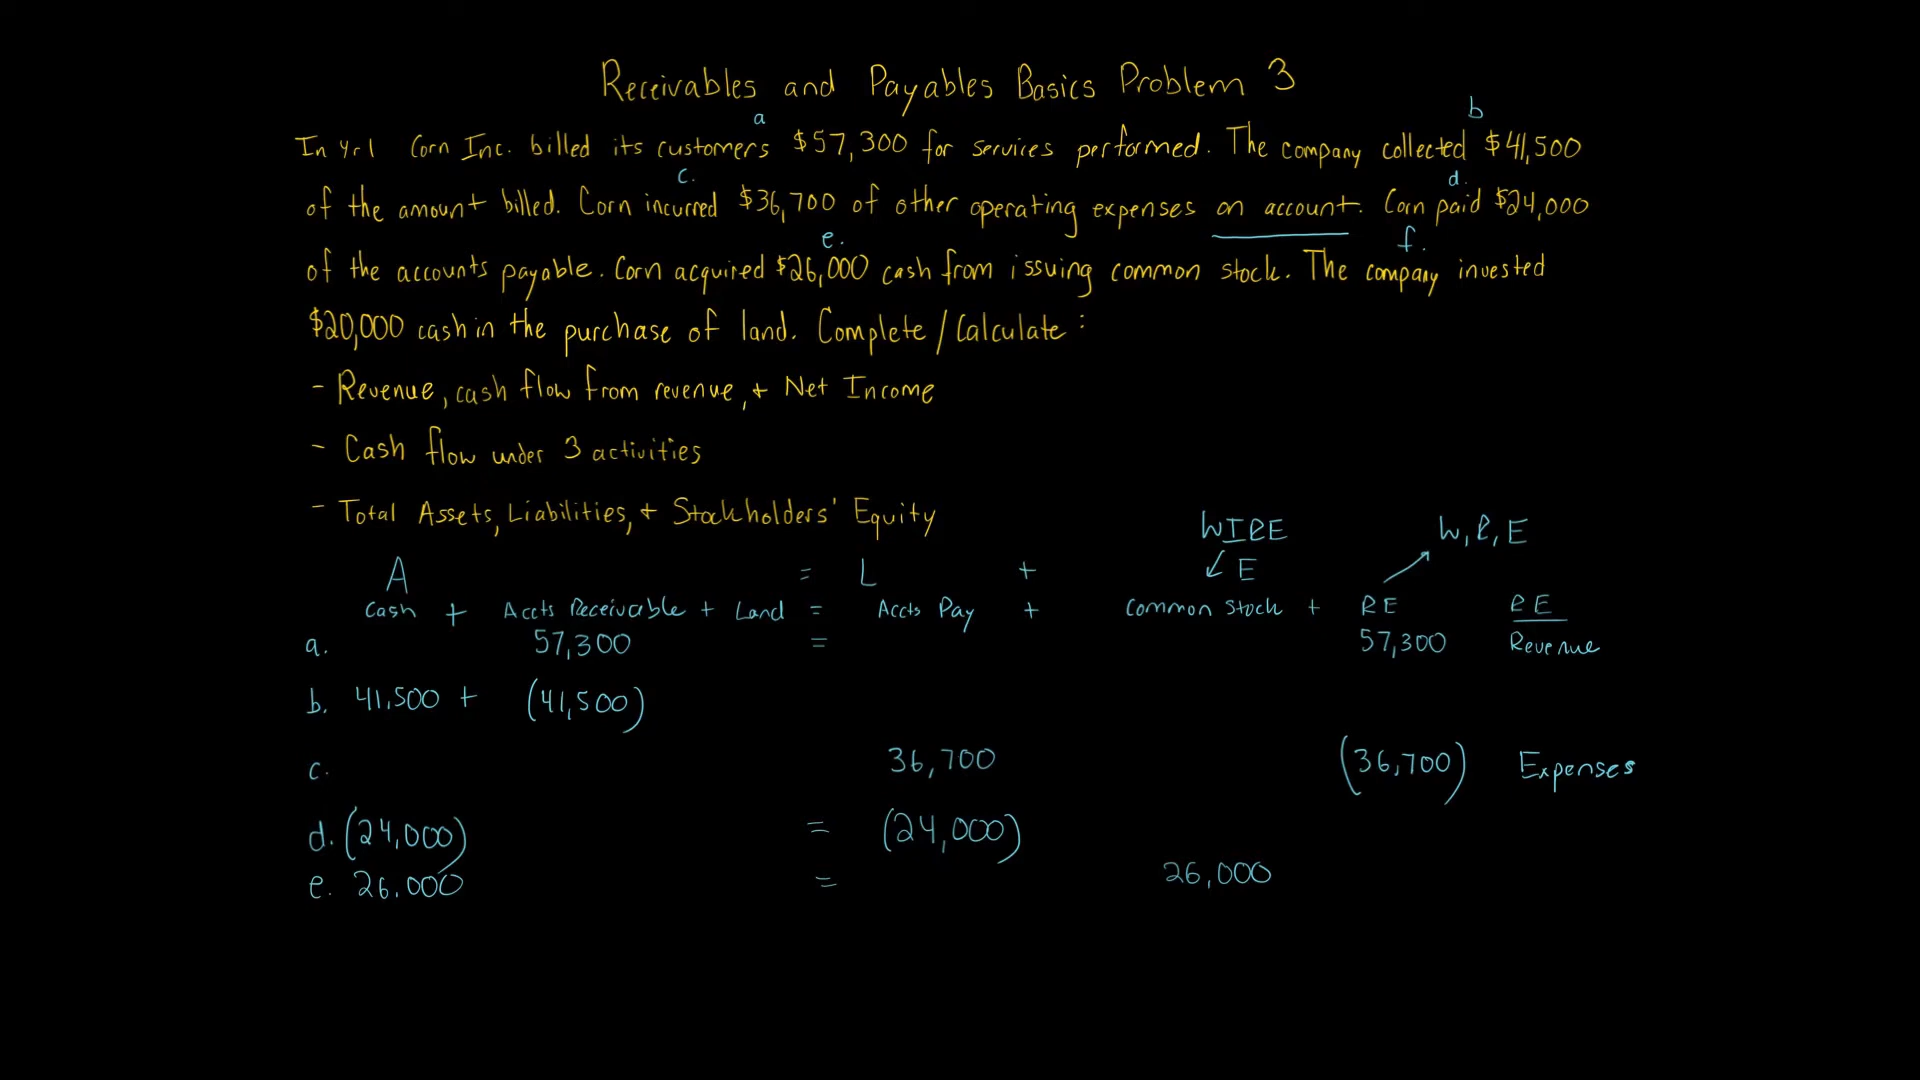 Receivables and Payables Basics Problem 3
a b
In Yr1 Corn Inc. billed its customers $57,300 for services performed. The company collected $41,500
c. d.
of the amount billed. Corn incurred $36,700 of other operating expenses on account. Corn paid $24,000
e. f.
of the accounts payable. Corn acquired $26,000 cash from issuing common stock. The company invested
$20,000 cash in the purchase of land. Complete/Calculate:
- Revenue, cash flow from revenue, + Net Income
- Cash flow under 3 activities
- Total Assets, Liabilities, + Stockholders' Equity
WIRE W, R, E
A = L + E
Cash + Accts Receivable + Land = Accts Pay + Common Stock + RE RE
a. 57,300 = 57,300 Revenue
b. 41,500 + (41,500)
c. 36,700 (36,700) Expenses
d. (24,000) = (24,000)
e. 26,000 = 26,000